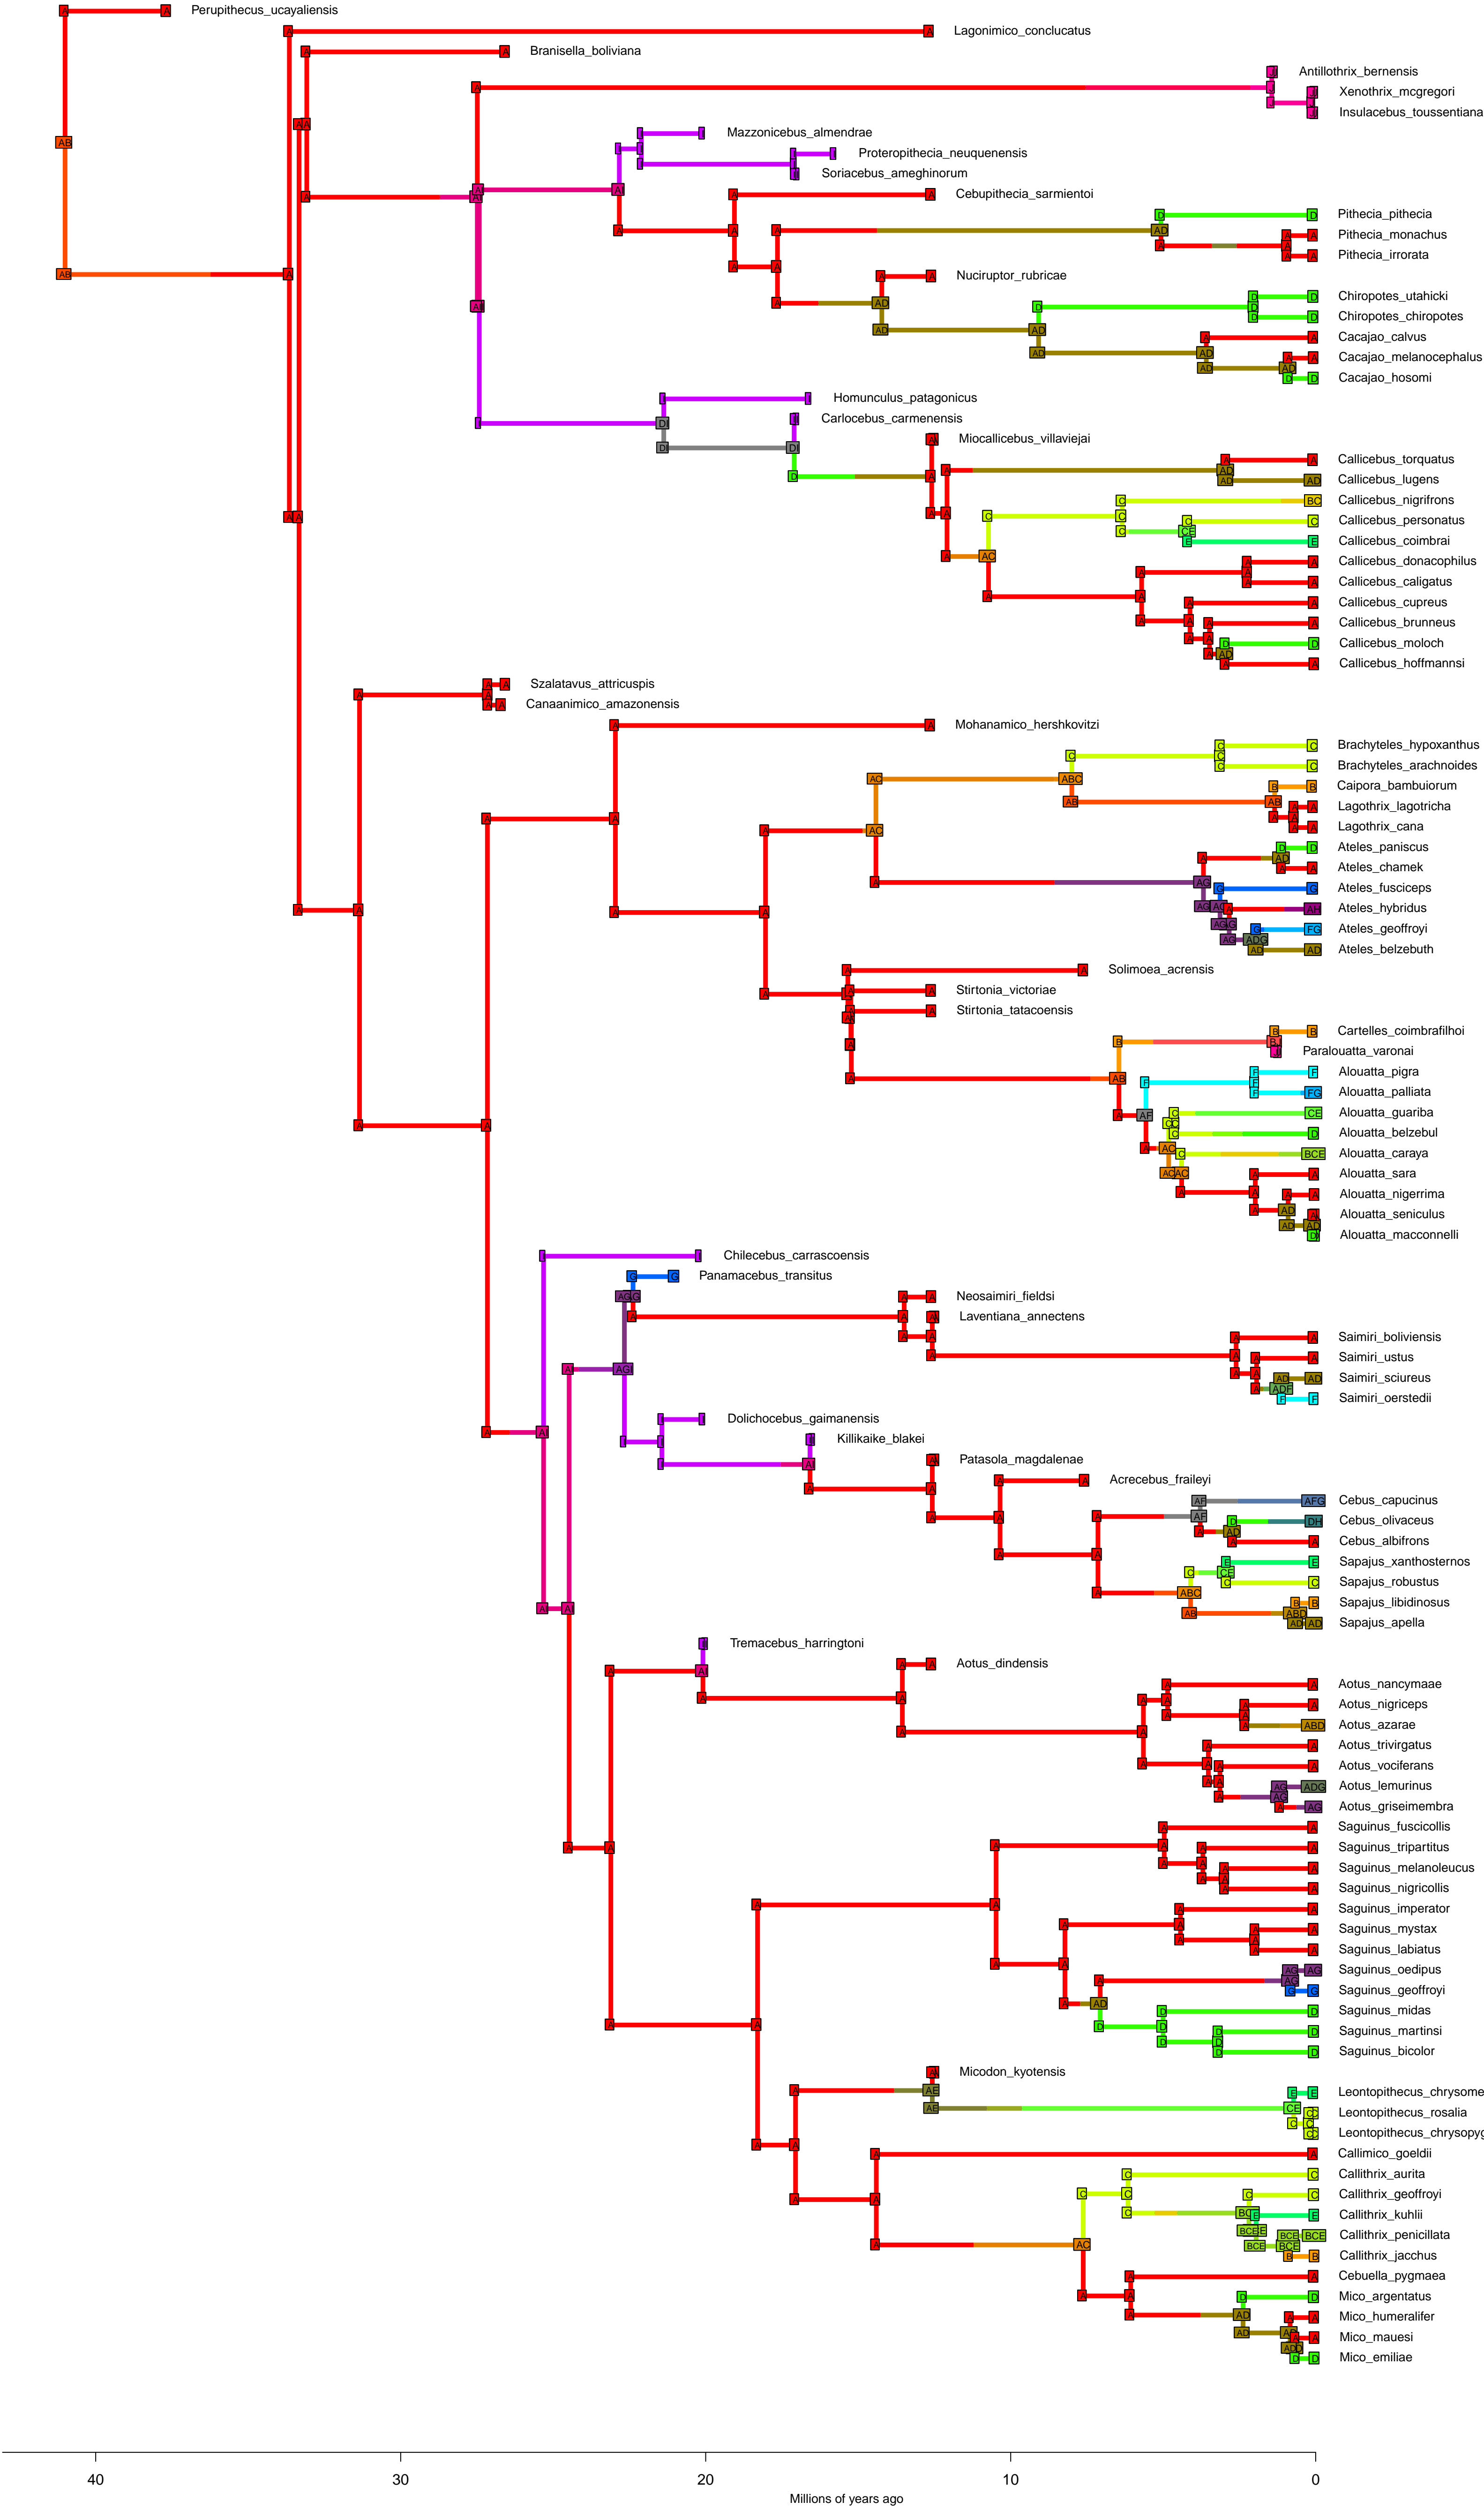 Perupithecus_ucayaliensis
Lagonimico_conclucatus
Branisella_boliviana
Antillothrix_bernensis
Xenothrix_mcgregori
Insulacebus_toussentiana
Mazzonicebus_almendrae
Proteropithecia_neuquenensis
Soriacebus_ameghinorum
Cebupithecia_sarmientoi
Pithecia_pithecia
Pithecia_monachus
Pithecia_irrorata
Nuciruptor_rubricae
Chiropotes_utahicki
Chiropotes_chiropotes
Cacajao_calvus
Cacajao_melanocephalus
Cacajao_hosomi
Homunculus_patagonicus
Carlocebus_carmenensis
Miocallicebus_villaviejai
Callicebus_torquatus
Callicebus_lugens
Callicebus_nigrifrons
Callicebus_personatus
Callicebus_coimbrai
Callicebus_donacophilus
Callicebus_caligatus
Callicebus_cupreus
Callicebus_brunneus
Callicebus_moloch
Callicebus_hoffmannsi
Szalatavus_attricuspis
Canaanimico_amazonensis
Mohanamico_hershkovitzi
Brachyteles_hypoxanthus
Brachyteles_arachnoides
Caipora_bambuiorum
Lagothrix_lagotricha
Lagothrix_cana
Ateles_paniscus
Ateles_chamek
Ateles_fusciceps
Ateles_hybridus
Ateles_geoffroyi
Ateles_belzebuth
Solimoea_acrensis
Stirtonia_victoriae
Stirtonia_tatacoensis
Cartelles_coimbrafilhoi
Paralouatta_varonai
Alouatta_pigra
Alouatta_palliata
Alouatta_guariba
Alouatta_belzebul
Alouatta_caraya
Alouatta_sara
Alouatta_nigerrima
Alouatta_seniculus
Alouatta_macconnelli
Chilecebus_carrascoensis
Panamacebus_transitus
Neosaimiri_fieldsi
Laventiana_annectens
Saimiri_boliviensis
Saimiri_ustus
Saimiri_sciureus
Saimiri_oerstedii
Dolichocebus_gaimanensis
Killikaike_blakei
Patasola_magdalenae
Acrecebus_fraileyi
Cebus_capucinus
Cebus_olivaceus
Cebus_albifrons
Sapajus_xanthosternos
Sapajus_robustus
Sapajus_libidinosus
Sapajus_apella
Tremacebus_harringtoni
Aotus_dindensis
Aotus_nancymaae
Aotus_nigriceps
Aotus_azarae
Aotus_trivirgatus
Aotus_vociferans
Aotus_lemurinus
Aotus_griseimembra
Saguinus_fuscicollis
Saguinus_tripartitus
Saguinus_melanoleucus
Saguinus_nigricollis
Saguinus_imperator
Saguinus_mystax
Saguinus_labiatus
Saguinus_oedipus
Saguinus_geoffroyi
Saguinus_midas
Saguinus_martinsi
Saguinus_bicolor
Micodon_kyotensis
Leontopithecus_chrysome
Leontopithecus_rosalia
Leontopithecus_chrysopyg
Callimico_goeldii
Callithrix_aurita
Callithrix_geoffroyi
Callithrix_kuhlii
Callithrix_penicillata
Callithrix_jacchus
Cebuella_pygmaea
Mico_argentatus
Mico_humeralifer
Mico_mauesi
Mico_emiliae
40 30 20 10 0
Millions of years ago